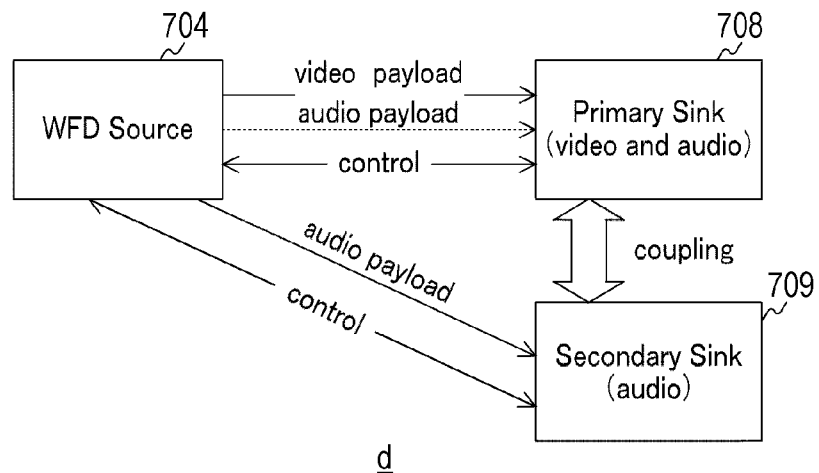 704
708
WFD Source
video payload
audio payload
control
Primary Sink
(video and audio)
audio payload
control
coupling
709
Secondary Sink
(audio)
d